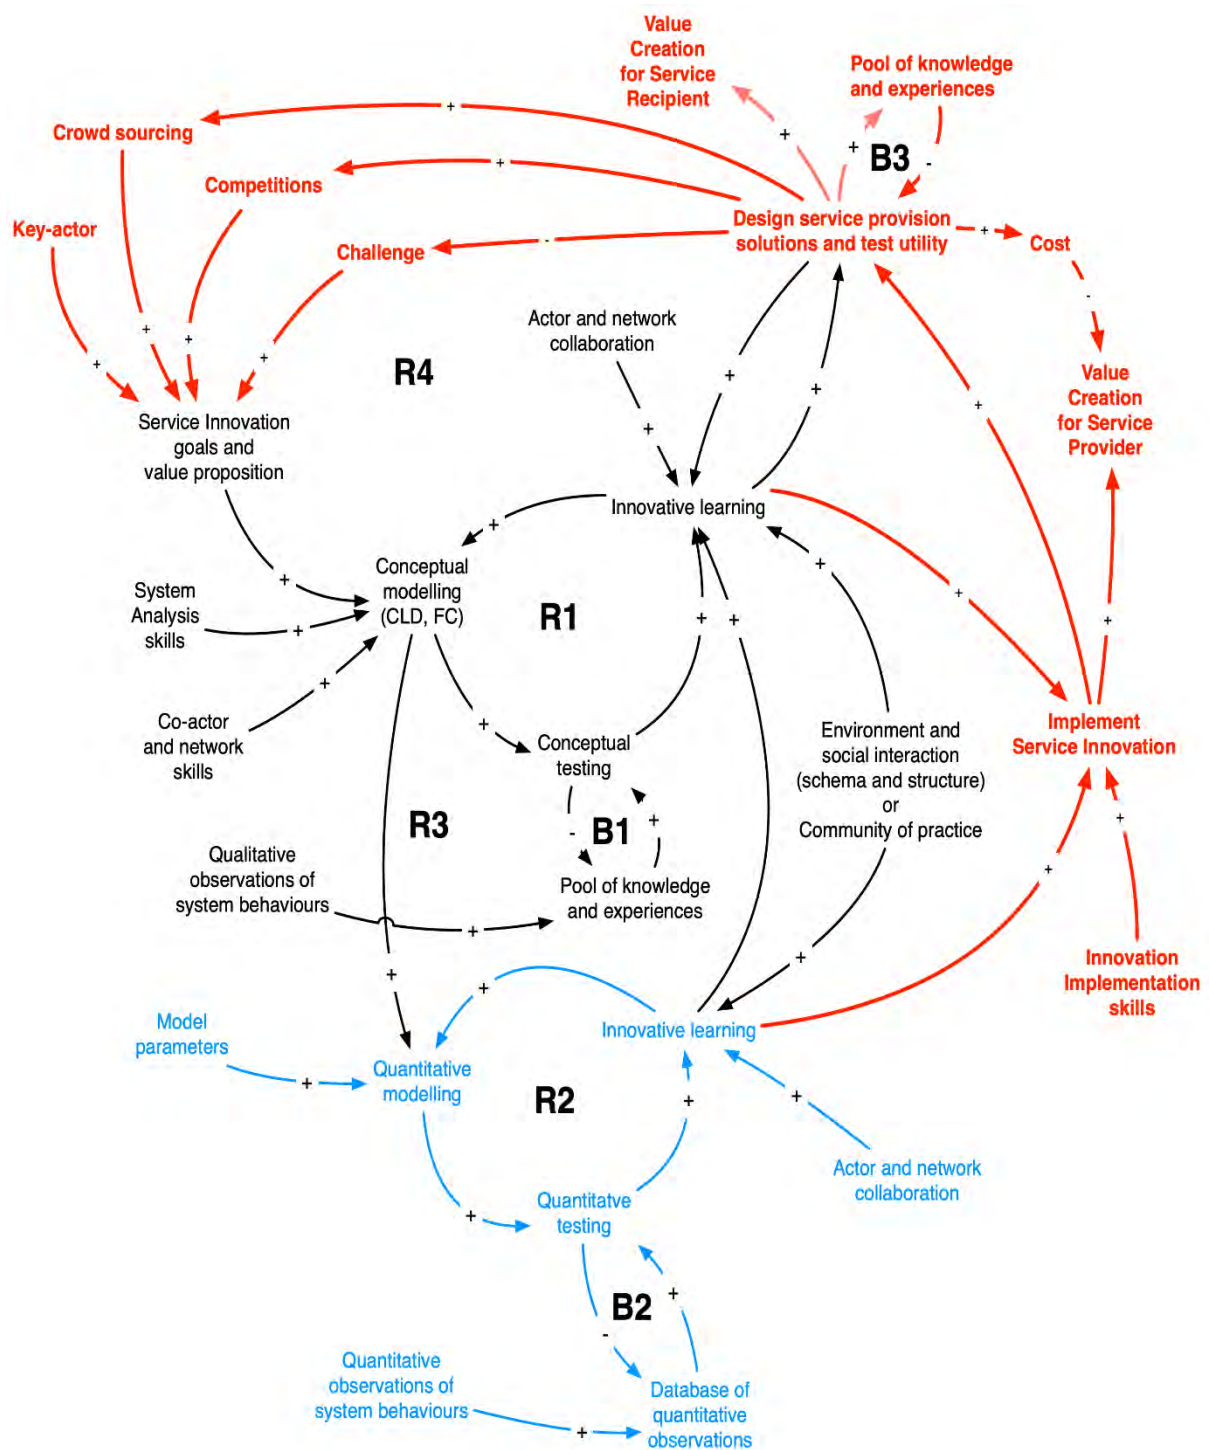 Value
Creation
for Service
Recipient
Pool of knowledge
and experiences
+
Crowd sourcing
+
+
B3
-
+
Competitions
Key-actor
Design service provision
solutions and test utility
+
Cost
-
Challenge
-
Actor and network
collaboration
+
+
+
+
R4
Value
Creation
for Service
Provider
+
+
+
Service Innovation
goals and
value proposition
+
Innovative learning
+
+
Conceptual
modelling
(CLD, FC)
+
System
Analysis
skills
+
R1
+
+
+
+
+
Co-actor
and network
skills
+
Conceptual
testing
Environment and
social interaction
(schema and structure)
or
Community of practice
Implement
Service Innovation
R3
-
B1
+
+
Qualitative
observations of
system behaviours
Pool of knowledge
and experiences
+
+
+
Innovation
Implementation
skills
+
+
Model
parameters
Innovative learning
Quantitative
modelling
+
R2
+
+
Actor and network
collaboration
Quantitatve
testing
+
B2
+
-
Quantitative
observations of
system behaviours
Database of
quantitative
observations
+